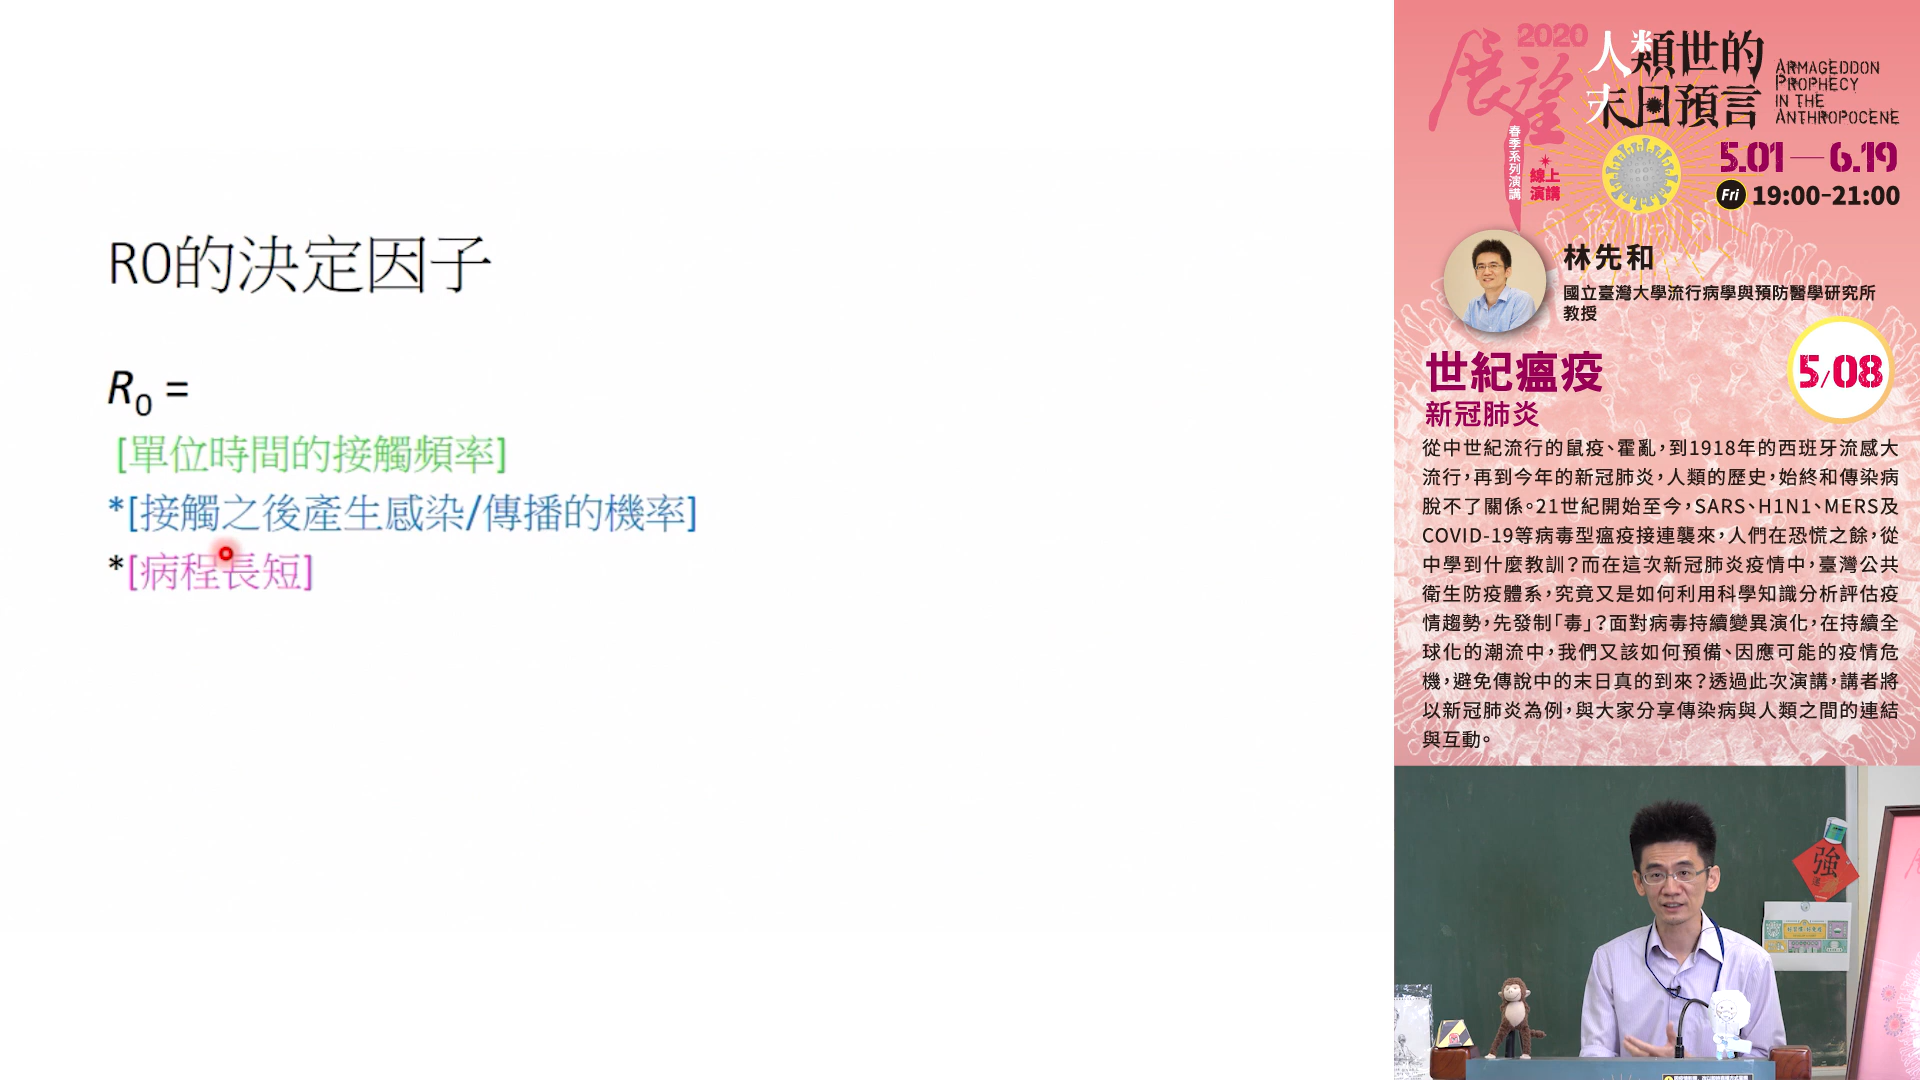 R0的決定因子
R0 =
[單位時間的接觸頻率]
*[接觸之後產生感染/傳播的機率]
*[病程長短]
2020
展望
春季系列演講
線上
演講
人類世的
末日預言
ARMAGEDDON
PROPHECY
IN THE
ANTHROPOCENE
5.01—6.19
Fri 19:00-21:00
林先和
國立臺灣大學流行病學與預防醫學研究所
教授
5/08
世紀瘟疫
新冠肺炎
從中世紀流行的鼠疫、霍亂,到1918年的西班牙流感大
流行,再到今年的新冠肺炎,人類的歷史,始終和傳染病
脫不了關係。21世紀開始至今,SARS、H1N1、MERS及
COVID-19等病毒型瘟疫接連襲來,人們在恐慌之餘,從
中學到什麼教訓?而在這次新冠肺炎疫情中,臺灣公共
衛生防疫體系,究竟又是如何利用科學知識分析評估疫
情趨勢,先發制「毒」?面對病毒持續變異演化,在持續全
球化的潮流中,我們又該如何預備、因應可能的疫情危
機,避免傳說中的末日真的到來?透過此次演講,講者將
以新冠肺炎為例,與大家分享傳染病與人類之間的連結
與互動。
強